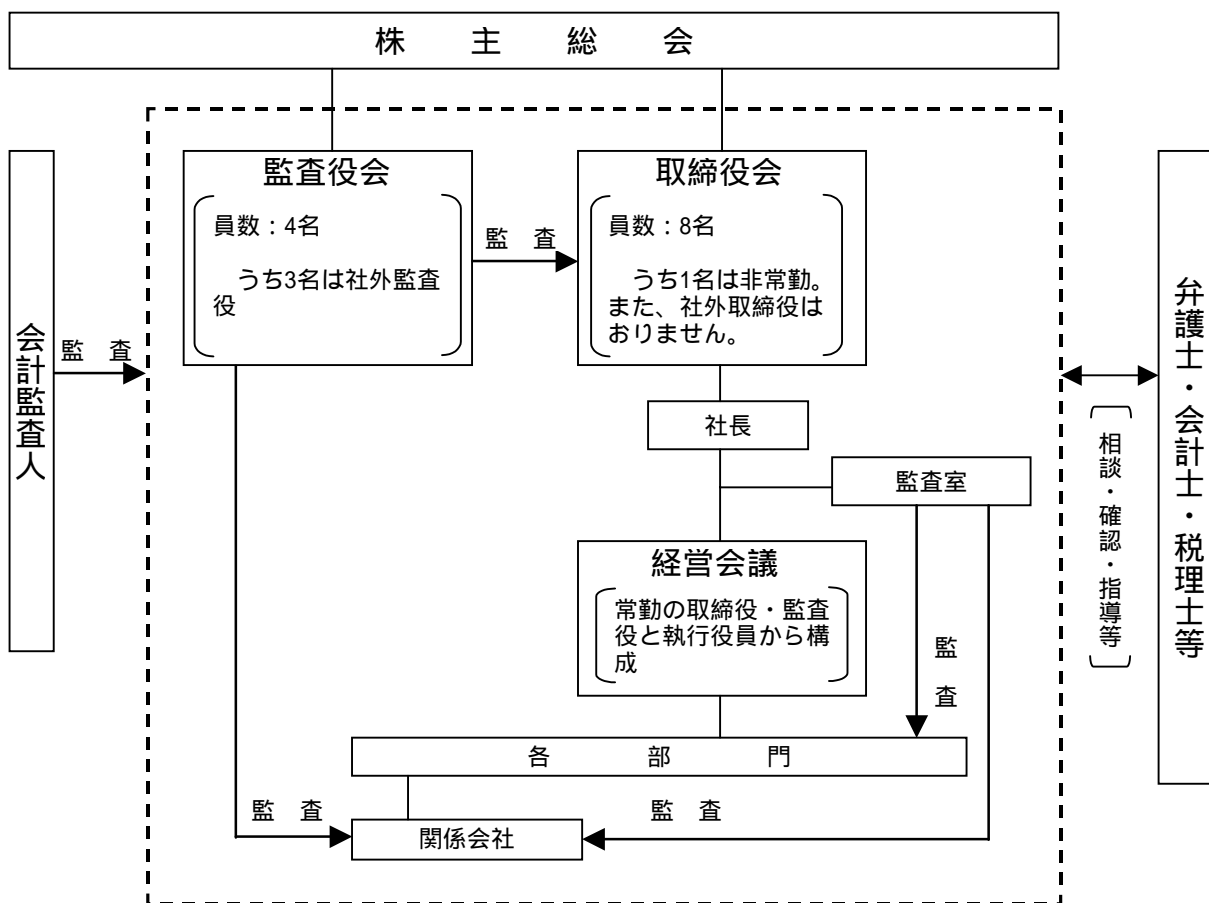 株主総会
監査役会
員数：4名
うち3名は社外監査
役
監査
取締役会
員数：8名
うち1名は非常勤。
また、社外取締役は
おりません。
会計監査人
監査
社長
監査室
経営会議
常勤の取締役・監査
役と執行役員から構
成
監査
各部門
監査
監査
関係会社
相談・確認・指導等
弁護士・会計士・税理士等